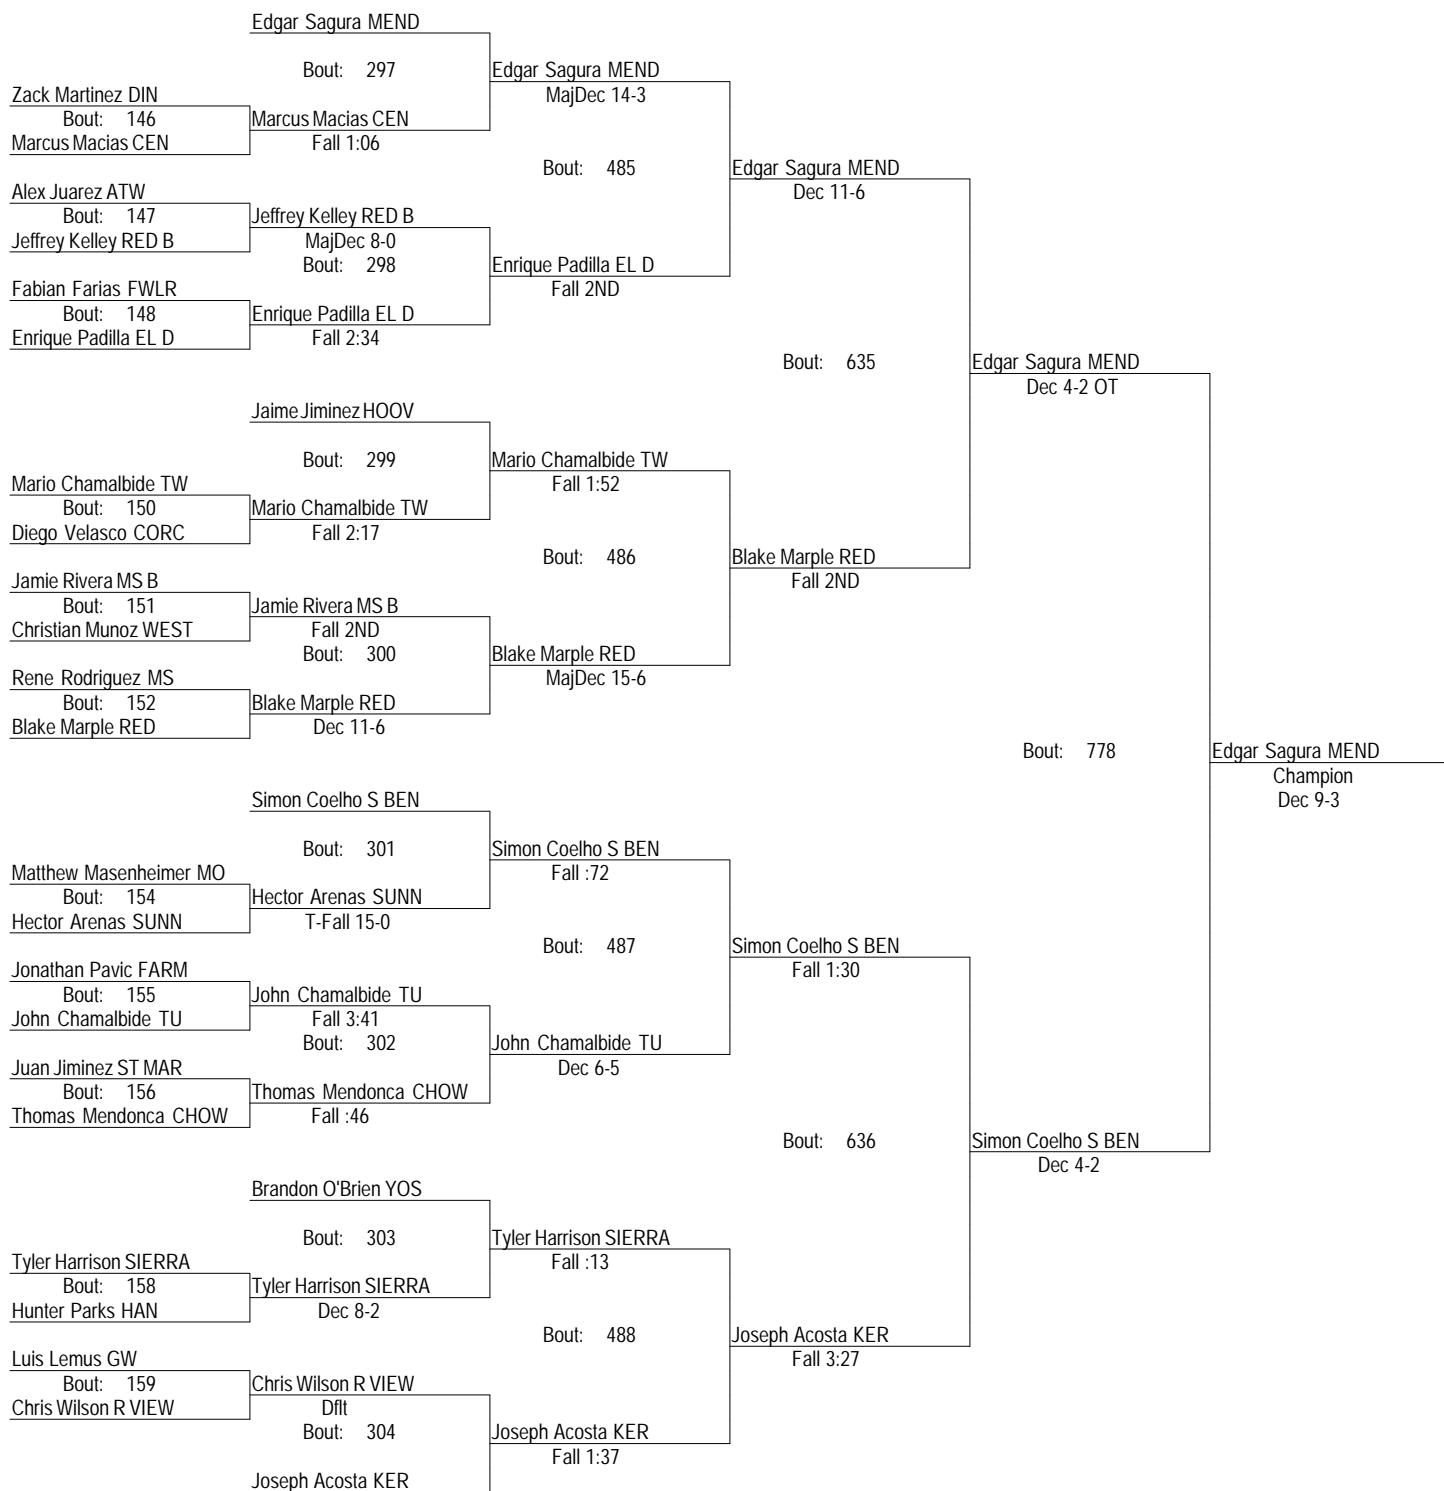 Edgar Sagura MEND
Bout: 297
Edgar Sagura MEND
Zack Martinez DIN
MajDec 14-3
Bout: 146
Marcus Macias CEN
Marcus Macias CEN
Fall 1:06
Bout: 485
Edgar Sagura MEND
Alex Juarez ATW
Dec 11-6
Bout: 147
Jeffrey Kelley RED B
Jeffrey Kelley RED B
MajDec 8-0
Bout: 298
Enrique Padilla EL D
Fabian Farias FWLR
Fall 2ND
Bout: 148
Enrique Padilla EL D
Enrique Padilla EL D
Fall 2:34
Bout: 635
Edgar Sagura MEND
Dec 4-2 OT
Jaime Jiminez HOOV
Bout: 299
Mario Chamalbide TW
Mario Chamalbide TW
Fall 1:52
Bout: 150
Mario Chamalbide TW
Diego Velasco CORC
Fall 2:17
Bout: 486
Blake Marple RED
Jamie Rivera MS B
Fall 2ND
Bout: 151
Jamie Rivera MS B
Christian Munoz WEST
Fall 2ND
Bout: 300
Blake Marple RED
Rene Rodriguez MS
MajDec 15-6
Bout: 152
Blake Marple RED
Blake Marple RED
Dec 11-6
Bout: 778
Edgar Sagura MEND
Champion
Dec 9-3
Simon Coelho S BEN
Bout: 301
Simon Coelho S BEN
Matthew Masenheimer MO
Fall :72
Bout: 154
Hector Arenas SUNN
Hector Arenas SUNN
T-Fall 15-0
Bout: 487
Simon Coelho S BEN
Jonathan Pavic FARM
Fall 1:30
Bout: 155
John Chamalbide TU
John Chamalbide TU
Fall 3:41
Bout: 302
John Chamalbide TU
Juan Jiminez ST MAR
Dec 6-5
Bout: 156
Thomas Mendonca CHOW
Thomas Mendonca CHOW
Fall :46
Bout: 636
Simon Coelho S BEN
Dec 4-2
Brandon O'Brien YOS
Bout: 303
Tyler Harrison SIERRA
Tyler Harrison SIERRA
Fall :13
Bout: 158
Tyler Harrison SIERRA
Hunter Parks HAN
Dec 8-2
Bout: 488
Joseph Acosta KER
Luis Lemus GW
Fall 3:27
Bout: 159
Chris Wilson R VIEW
Chris Wilson R VIEW
Dflt
Bout: 304
Joseph Acosta KER
Fall 1:37
Joseph Acosta KER